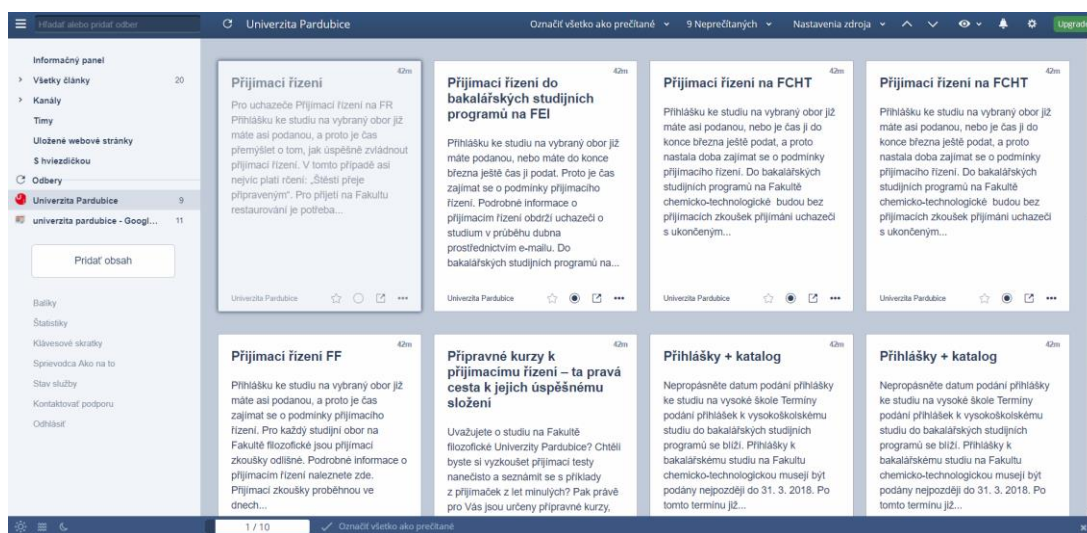 Hľadať alebo pridať odber
Univerzita Pardubice
Označiť všetko ako prečítané
9 Neprečítaných
Nastavenia zdroja
Upgrade
Informačný panel
Všetky články 20
Kanály
Tímy
Uložené webové stránky
S hviezdičkou
Odbery
Univerzita Pardubice 9
univerzita pardubice - Googl... 11
Pridať obsah
Balíky
Štatistiky
Klávesové skratky
Sprievodca Ako na to
Stav služby
Kontaktovať podporu
Odhlásiť
42m
Přijímací řízení
Pro uchazeče Přijímací řízení na FR
Přihlášku ke studiu na vybraný obor již
máte asi podanou, a proto je čas
přemýšlet o tom, jak úspěšně zvládnout
přijímací řízení. V tomto případě asi
nejvíc platí rčení: „Štěstí přeje
připraveným“. Pro přijetí na Fakultu
restaurování je potřeba...
Univerzita Pardubice
42m
Přijímací řízení do
bakalářských studijních
programů na FEI
Přihlášku ke studiu na vybraný obor již
máte podanou, nebo máte do konce
března ještě čas ji podat. Proto je čas
zajímat se o podmínky přijímacího
řízení. Podrobné informace o
přijímacím řízení obdrží uchazeči o
studium v průběhu dubna
prostřednictvím e-mailu. Do
bakalářských studijních programů na...
Univerzita Pardubice
42m
Přijímací řízení na FCHT
Přihlášku ke studiu na vybraný obor již
máte asi podanou, nebo je čas ji do
konce března ještě podat, a proto
nastala doba zajímat se o podmínky
přijímacího řízení. Do bakalářských
studijních programů na Fakultě
chemicko-technologické budou bez
přijímacích zkoušek přijímáni uchazeči
s ukončeným...
Univerzita Pardubice
42m
Přijímací řízení na FCHT
Přihlášku ke studiu na vybraný obor již
máte asi podanou, nebo je čas ji do
konce března ještě podat, a proto
nastala doba zajímat se o podmínky
přijímacího řízení. Do bakalářských
studijních programů na Fakultě
chemicko-technologické budou bez
přijímacích zkoušek přijímáni uchazeči
s ukončeným...
Univerzita Pardubice
42m
Přijímací řízení FF
Přihlášku ke studiu na vybraný obor již
máte asi podanou, a proto je čas
zajímat se o podmínky přijímacího
řízení. Pro každý studijní obor na
Fakultě filozofické jsou přijímací
zkoušky odlišné. Podrobné informace o
přijímacím řízení naleznete zde.
Přijímací zkoušky proběhnou ve
dnech...
42m
Přípravné kurzy k
přijímacímu řízení – ta pravá
cesta k jejich úspěšnému
složení
Uvažujete o studiu na Fakultě
filozofické Univerzity Pardubice? Chtěli
byste si vyzkoušet přijímací testy
nanečisto a seznámit se s příklady
z přijímaček z let minulých? Pak právě
pro Vás jsou určeny přípravné kurzy,
42m
Přihlášky + katalog
Nepropásněte datum podání přihlášky
ke studiu na vysoké škole Termíny
podání přihlášek k vysokoškolskému
studiu do bakalářských studijních
programů se blíží. Přihlášky k
bakalářskému studiu na Fakultu
chemicko-technologickou musejí být
podány nejpozději do 31. 3. 2018. Po
tomto termínu již...
42m
Přihlášky + katalog
Nepropásněte datum podání přihlášky
ke studiu na vysoké škole Termíny
podání přihlášek k vysokoškolskému
studiu do bakalářských studijních
programů se blíží. Přihlášky k
bakalářskému studiu na Fakultu
chemicko-technologickou musejí být
podány nejpozději do 31. 3. 2018. Po
tomto termínu již...
1 / 10
Označiť všetko ako prečítané